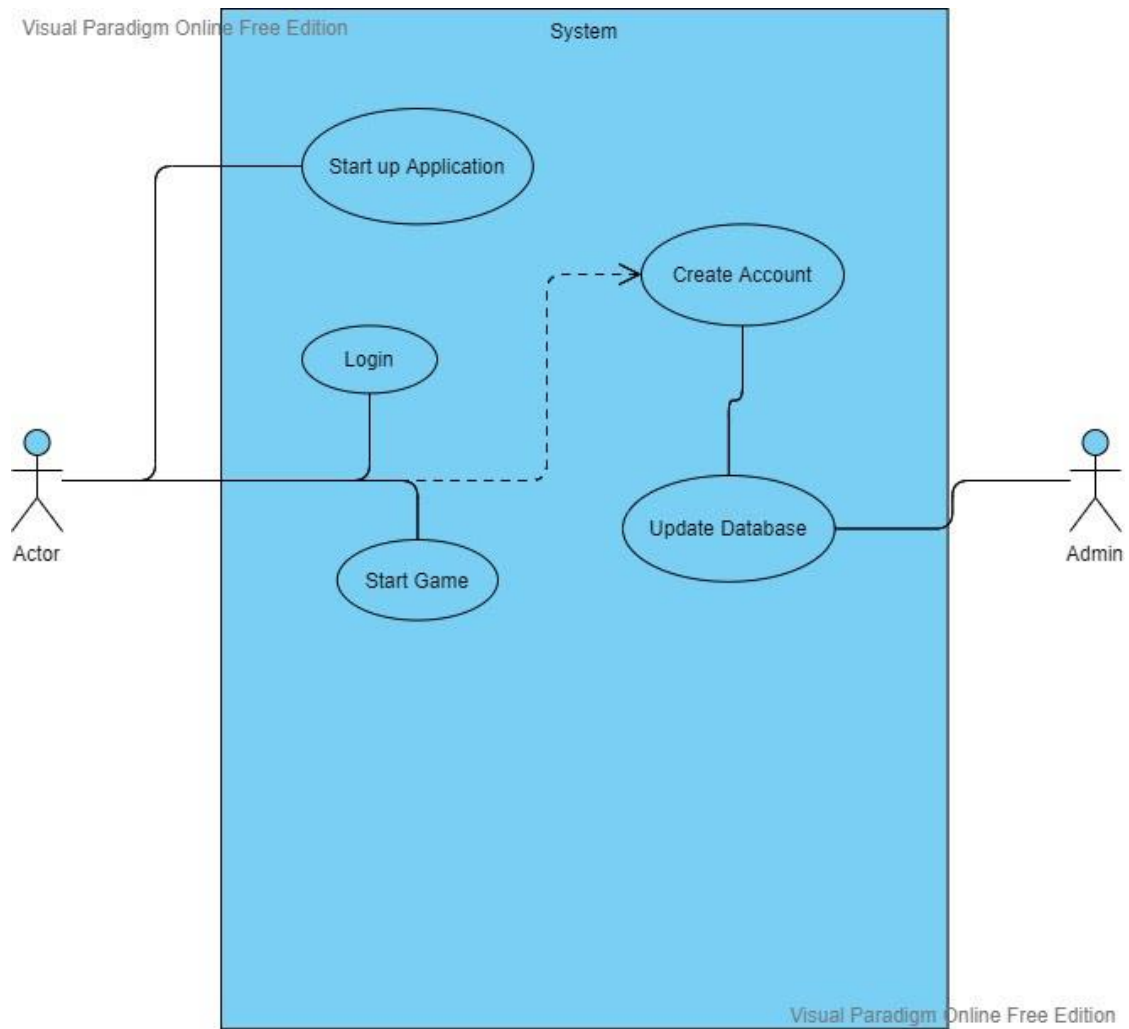 Visual Paradigm Online Free Edition
System
Start up Application
Create Account
Login
Actor
Update Database
Admin
Start Game
Visual Paradigm Online Free Edition